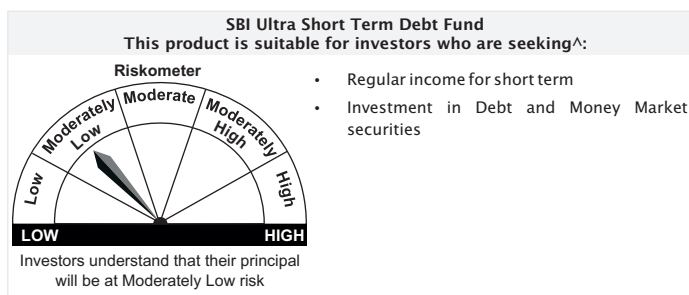 SBI Ultra Short Term Debt Fund
This product is suitable for investors who are seeking^:
Riskometer
Low
Moderately Low
Moderate
Moderately High
High
LOW HIGH
Investors understand that their principal
will be at Moderately Low risk
• Regular income for short term
• Investment in Debt and Money Market
securities